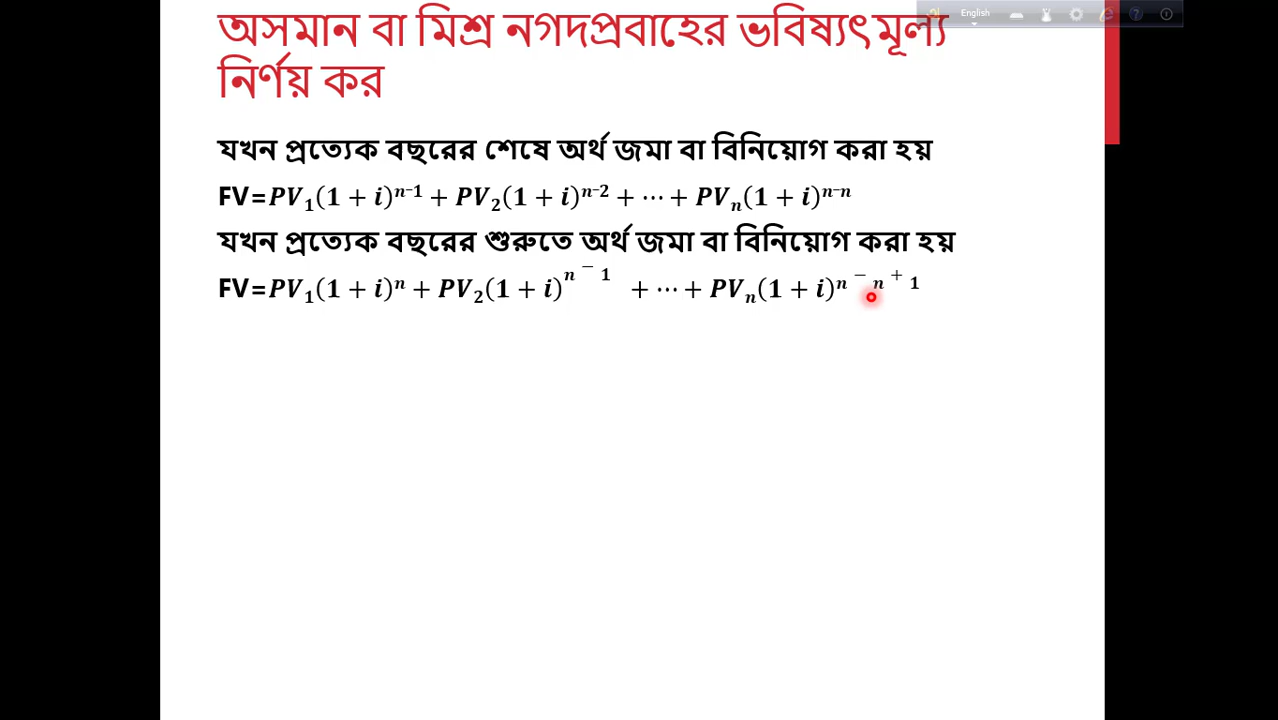 English
অসমান বা মিশ্র নগদপ্রবাহের ভবিষ্যৎমূল্য
নির্ণয় কর
যখন প্রত্যেক বছরের শেষে অর্থ জমা বা বিনিয়োগ করা হয়
FV=PV₁(1 + i)ⁿ⁻¹ + PV₂(1 + i)ⁿ⁻² + ⋯ + PVₙ(1 + i)ⁿ⁻ⁿ
যখন প্রত্যেক বছরের শুরুতে অর্থ জমা বা বিনিয়োগ করা হয়
FV=PV₁(1 + i)ⁿ + PV₂(1 + i)ⁿ⁻¹ + ⋯ + PVₙ(1 + i)ⁿ⁻ⁿ⁺¹